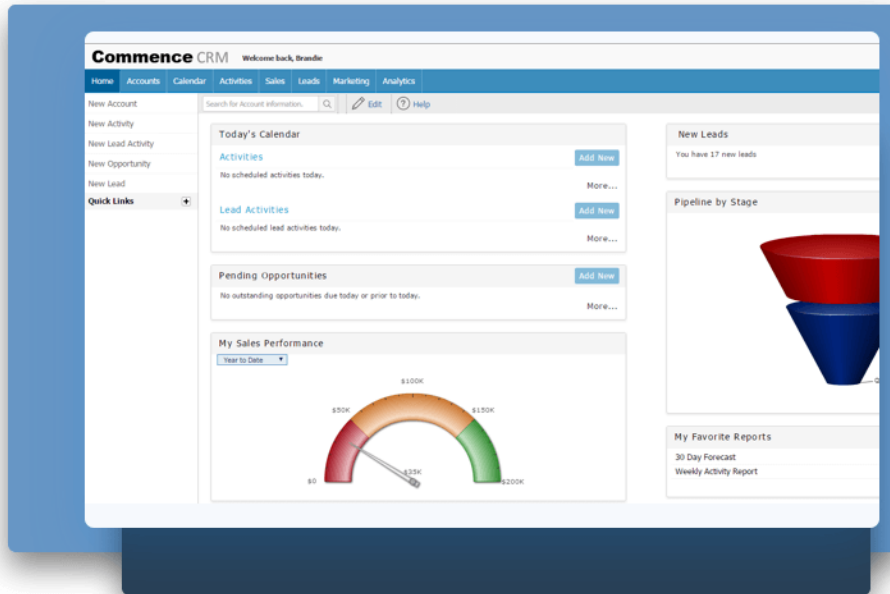 Commence CRM Welcome back, Brandie
Home Accounts Calendar Activities Sales Leads Marketing Analytics
New Account
New Activity
New Lead Activity
New Opportunity
New Lead
Quick Links +
Search for Account information. Edit ? Help
Today's Calendar
Activities Add New
No scheduled activities today.
More...
Lead Activities Add New
No scheduled lead activities today.
More...
Pending Opportunities Add New
No outstanding opportunities due today or prior to today.
More...
My Sales Performance
Year to Date
$100K
$50K $150K
$0 $35K $200K
New Leads
You have 17 new leads
Pipeline by Stage
My Favorite Reports
30 Day Forecast
Weekly Activity Report